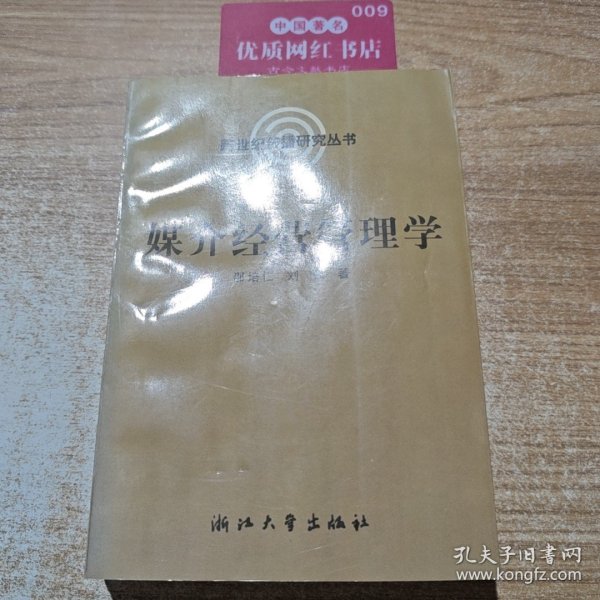 009
中国著名
优质网红书店
新世纪传播研究丛书
媒介经营管理学
邵培仁 刘 著
浙江大学出版社
孔夫子旧书网
www.kongfz.com